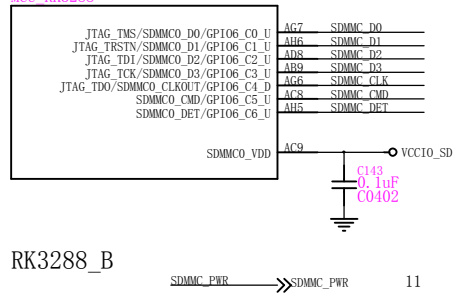 JTAG_TMS/SDMMC0_D0/GPIO6_C0_U AG7 SDMMC_D0
JTAG_TRSTN/SDMMC0_D1/GPIO6_C1_U AH6 SDMMC_D1
JTAG_TDI/SDMMC0_D2/GPIO6_C2_U AD8 SDMMC_D2
JTAG_TCK/SDMMC0_D3/GPIO6_C3_U AB9 SDMMC_D3
JTAG_TDO/SDMMC0_CLKOUT/GPIO6_C4_D AG6 SDMMC_CLK
SDMMC0_CMD/GPIO6_C5_U AC8 SDMMC_CMD
SDMMC0_DET/GPIO6_C6_U AH5 SDMMC_DET
SDMMC0_VDD AC9 VCCIO_SD
C143
0.1uF
C0402
RK3288_B
SDMMC_PWR SDMMC_PWR 11